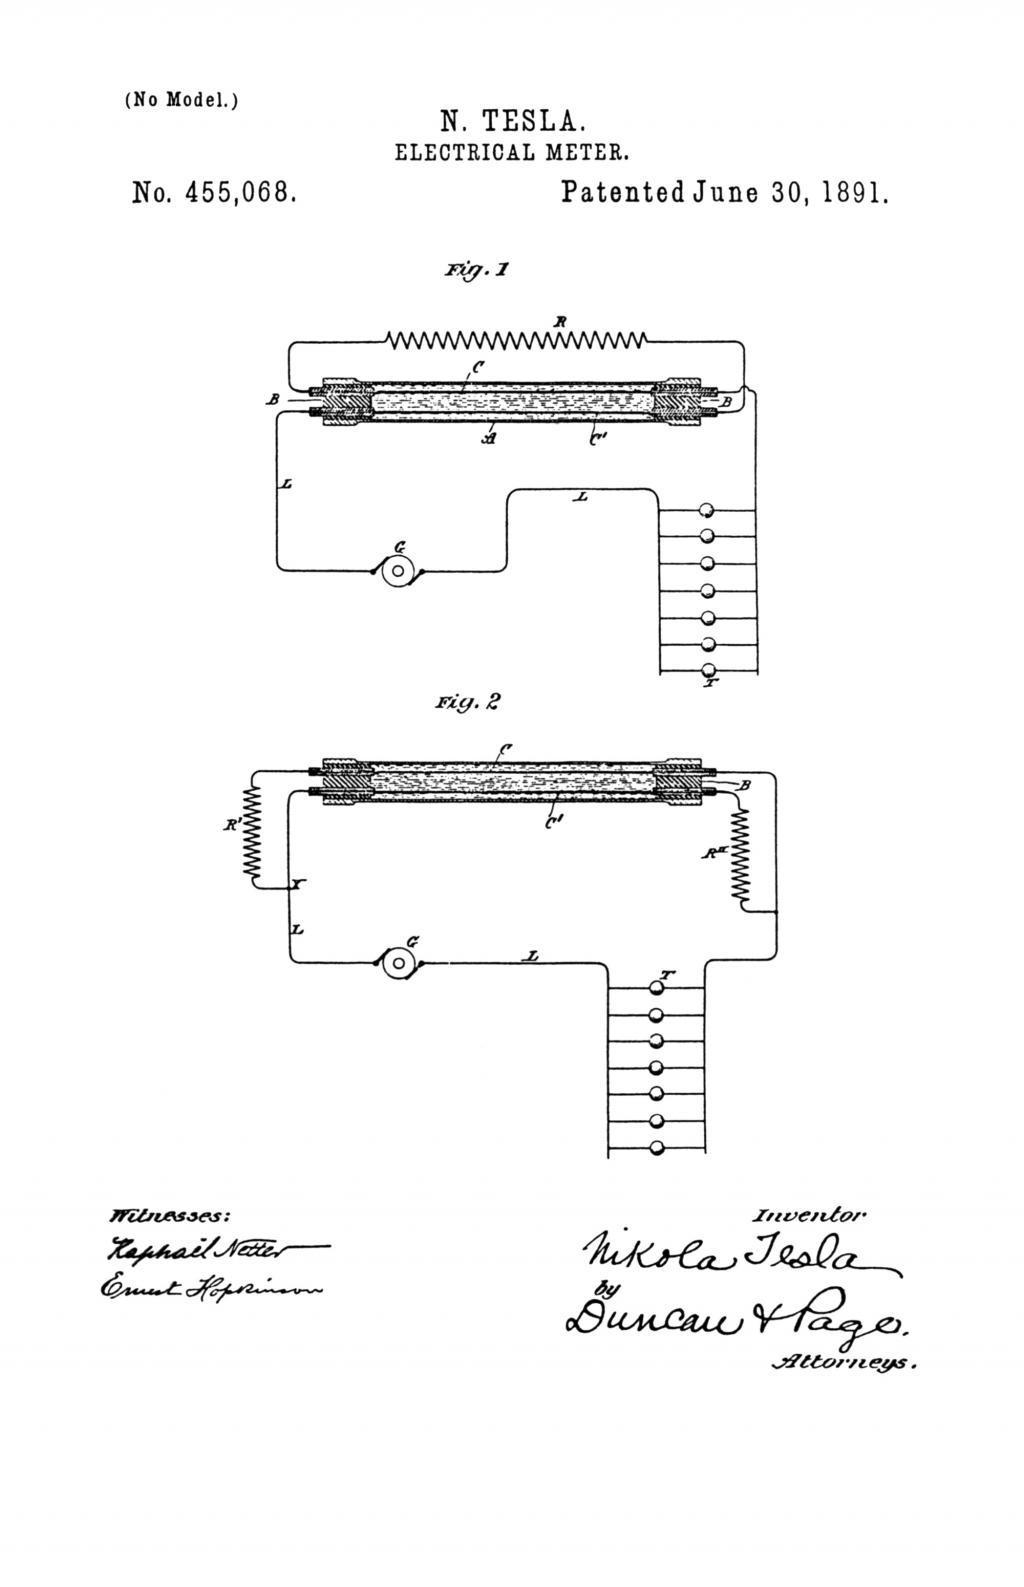 (No Model.)
N. TESLA.
ELECTRICAL METER.
No. 455,068.
Patented June 30, 1891.
Fig. 1
R
C
B
B
A
C'
L
L
G
T
Fig. 2
C
B
R'
C'
R"
Y
L
G
L
T
Witnesses:
Raphaël Netter
Ernest Hopkinson
Inventor
Nikola Tesla
by
Duncan & Page.
Attorneys.